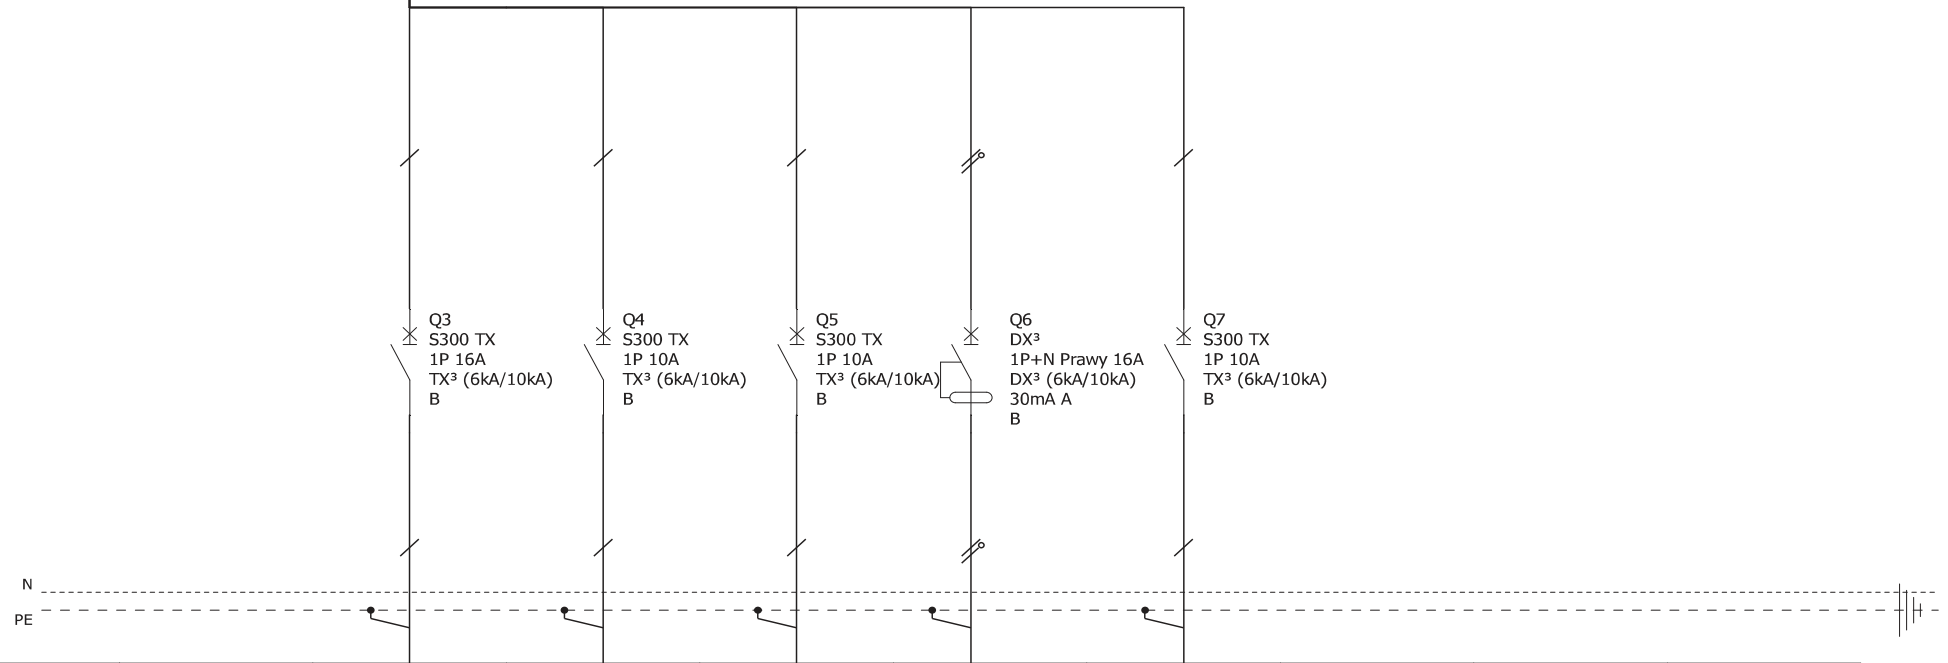 Q3
S300 TX
1P 16A
TX³ (6kA/10kA)
B
Q4
S300 TX
1P 10A
TX³ (6kA/10kA)
B
Q5
S300 TX
1P 10A
TX³ (6kA/10kA)
B
Q6
DX³
1P+N Prawy 16A
DX³ (6kA/10kA)
30mA A
B
Q7
S300 TX
1P 10A
TX³ (6kA/10kA)
B
N
PE